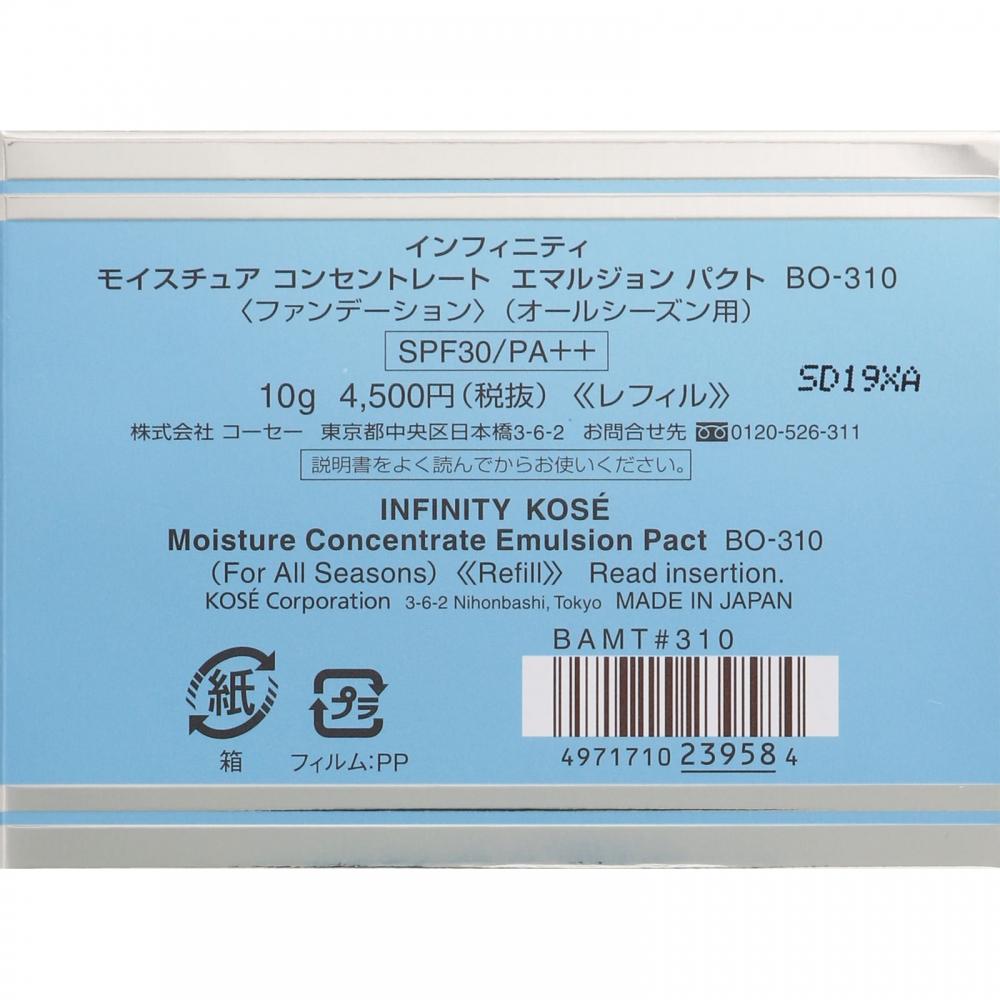 インフィニティ
モイスチュア コンセントレート エマルジョン パクト BO-310
〈ファンデーション〉(オールシーズン用)
SPF30/PA++
SD19XA
10g 4,500円(税抜)《レフィル》
株式会社 コーセー 東京都中央区日本橋3-6-2 お問合せ先 0120-526-311
説明書をよく読んでからお使いください。
INFINITY KOSÉ
Moisture Concentrate Emulsion Pact BO-310
(For All Seasons)《Refill》 Read insertion.
KOSÉ Corporation 3-6-2 Nihonbashi, Tokyo MADE IN JAPAN
BAMT#310
紙
プラ
箱
フィルム:PP
4971710 23958 4